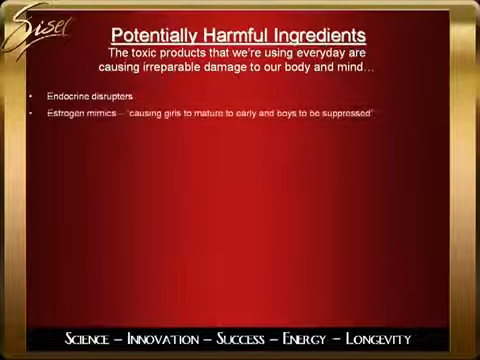 Sisel
Potentially Harmful Ingredients
The toxic products that we're using everyday are
causing irreparable damage to our body and mind…
• Endocrine disrupters
• Estrogen mimics – "causing girls to mature to early and boys to be suppressed"
SCIENCE – INNOVATION – SUCCESS – ENERGY – LONGEVITY